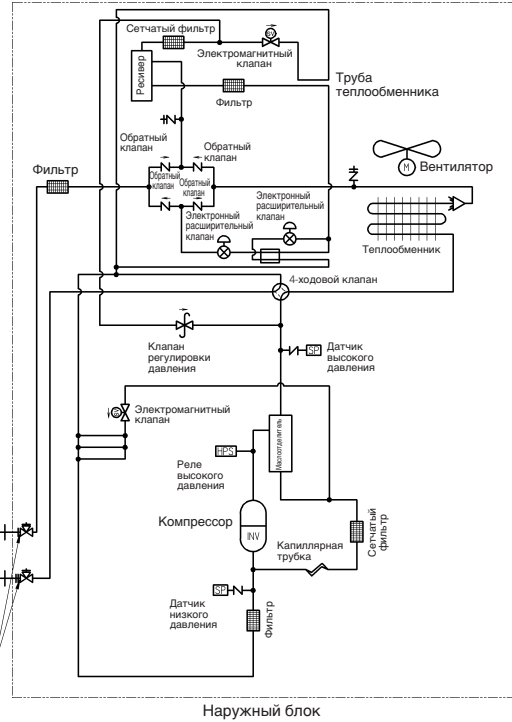 Сетчатый фильтр
SV
Электромагнитный
клапан
Ресивер
Труба
теплообменника
Фильтр
Обратный
клапан
Обратный
клапан
Фильтр
Обратный
клапан
Обратный
клапан
M
Вентилятор
Электронный
расширительный
клапан
Электронный
расширительный
клапан
Теплообменник
4-ходовой клапан
Клапан
регулировки
давления
SP
Датчик
высокого
давления
SV
Электромагнитный
клапан
Маслоотделитель
HPS
Реле
высокого
давления
Компрессор
INV
Капиллярная
трубка
Сетчатый
фильтр
SP
Датчик
низкого
давления
Фильтр
Наружный блок